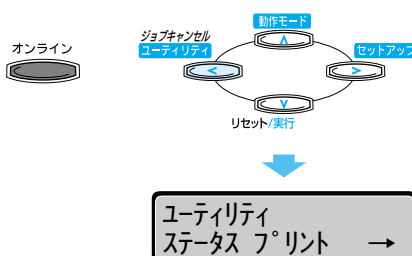 動作モード
ジョブキャンセル
オンライン
ユーティリティ
セットアップ
リセット/実行
ユーティリティ
ステータス プリント →